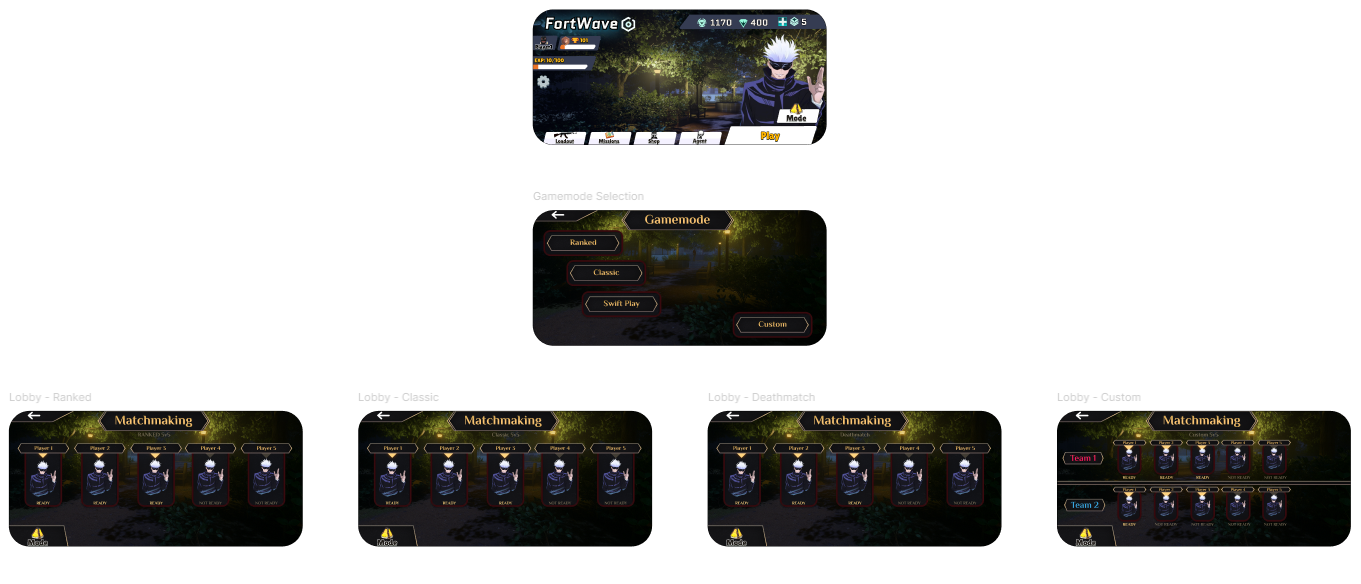 FortWave
1170 400 5
Player1 101
EXP: 10/100
Mode
Loadout Missions Shop Agent Play
Gamemode Selection
Gamemode
Ranked
Classic
Swift Play
Custom
Lobby - Ranked
Matchmaking
RANKED 5v5
Player 1 Player 2 Player 3 Player 4 Player 5
READY READY READY NOT READY NOT READY
Mode
Lobby - Classic
Matchmaking
Classic 5v5
Player 1 Player 2 Player 3 Player 4 Player 5
READY READY READY NOT READY NOT READY
Mode
Lobby - Deathmatch
Matchmaking
Deathmatch
Player 1 Player 2 Player 3 Player 4 Player 5
READY READY READY NOT READY NOT READY
Mode
Lobby - Custom
Matchmaking
Custom 5v5
Player 1 Player 2 Player 3 Player 4 Player 5
Team 1
READY READY READY NOT READY NOT READY
Player 1 Player 2 Player 3 Player 4 Player 5
Team 2
READY NOT READY NOT READY NOT READY NOT READY
Mode